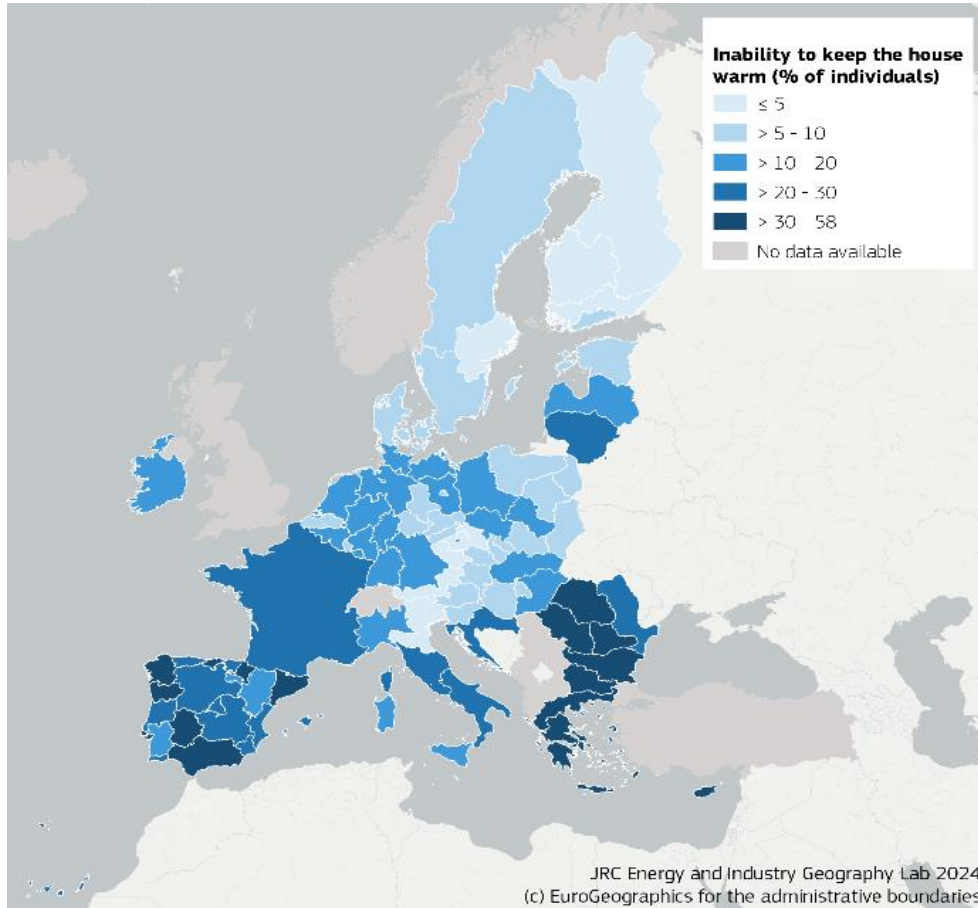 Inability to keep the house
warm (% of individuals)
≤ 5
> 5 - 10
> 10 20
> 20 - 30
> 30 58
No data available
JRC Energy and Industry Geography Lab 2024
(c) EuroGeographics for the administrative boundaries